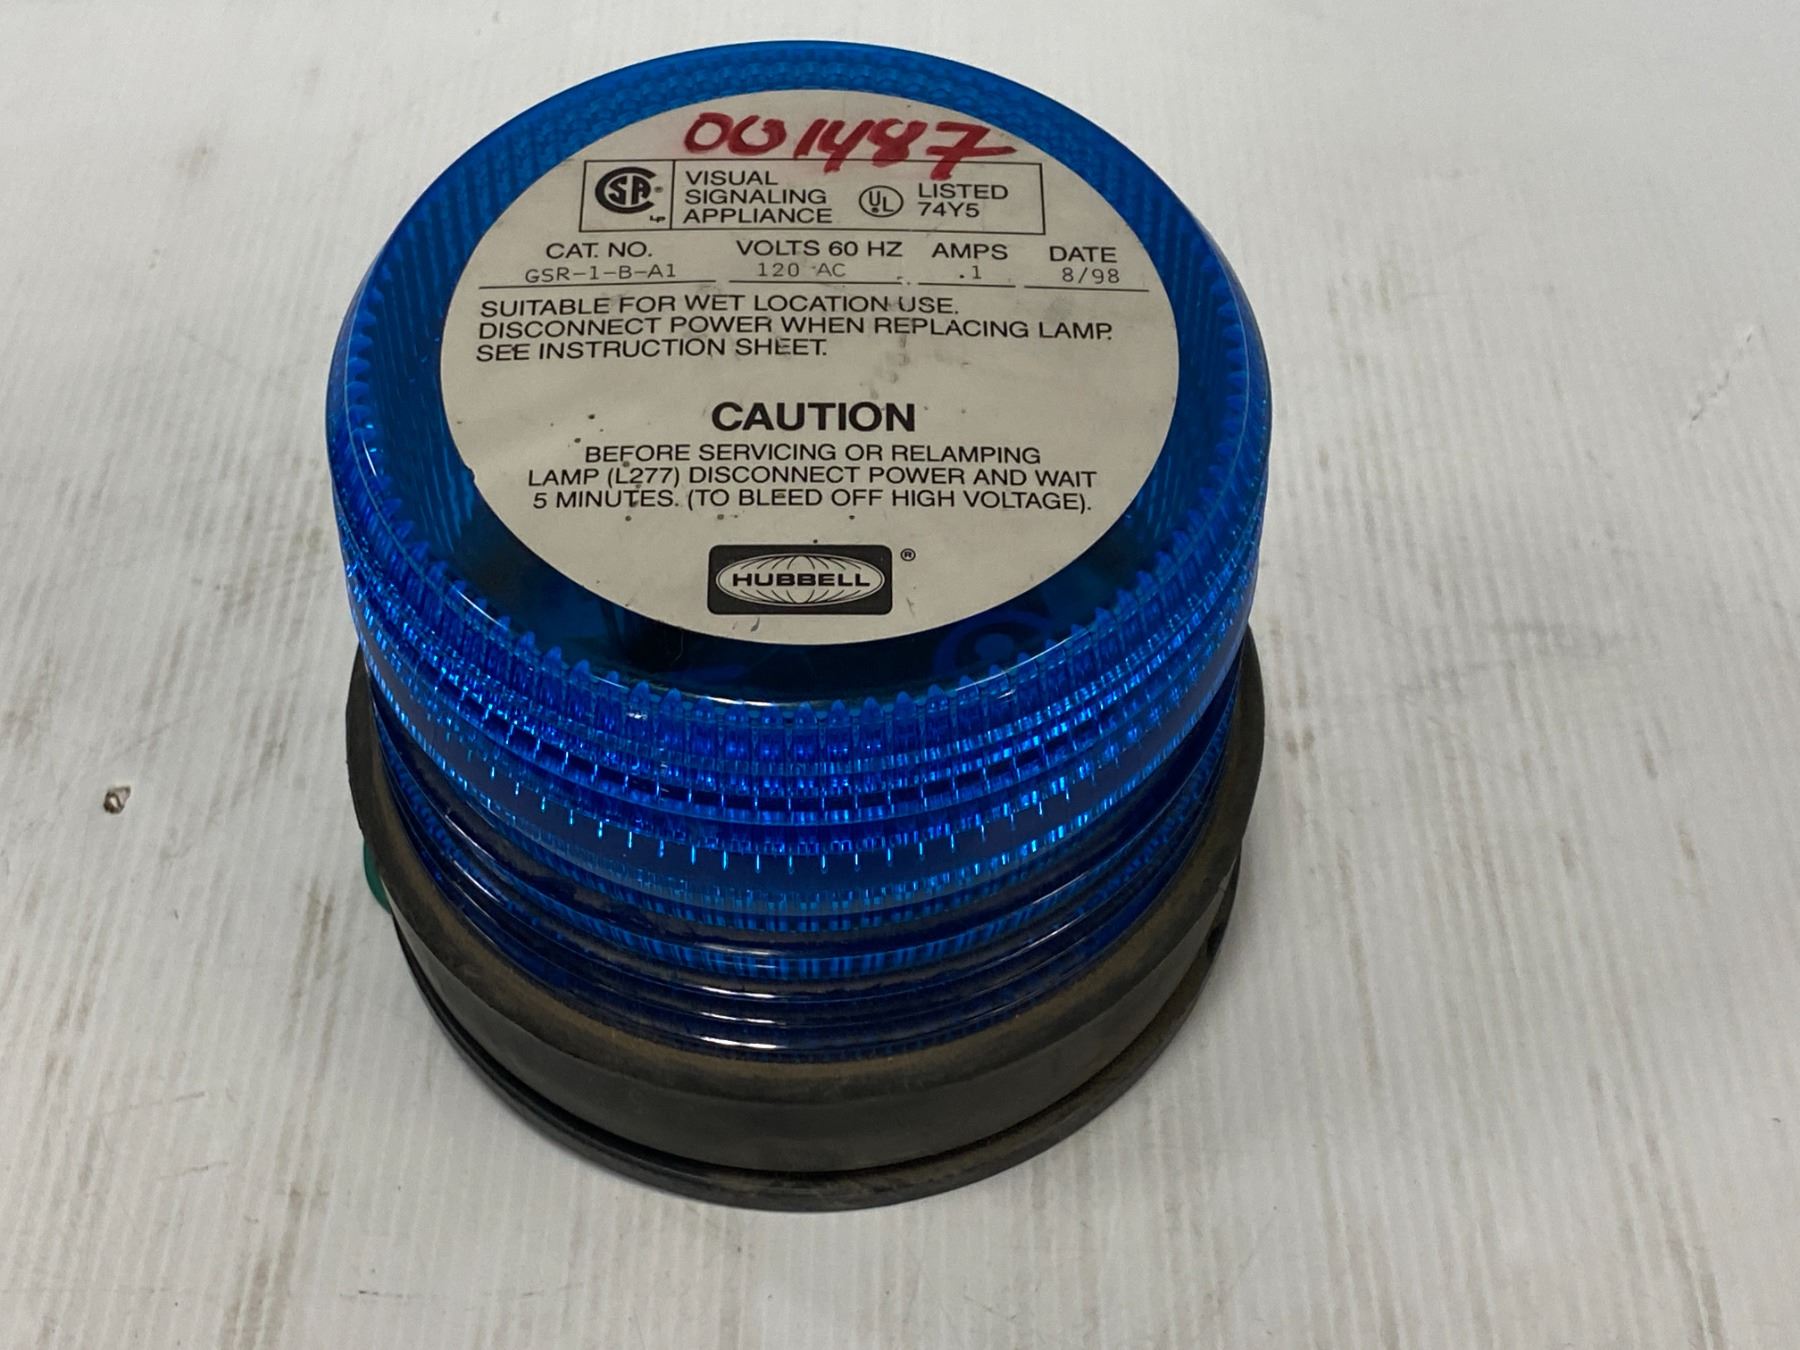 001487
CSA ® VISUAL SIGNALING APPLIANCE UL LISTED 74Y5
CAT. NO. VOLTS 60 HZ AMPS DATE
GSR-1-B-A1 120 AC .1 8/98
SUITABLE FOR WET LOCATION USE.
DISCONNECT POWER WHEN REPLACING LAMP.
SEE INSTRUCTION SHEET.
CAUTION
BEFORE SERVICING OR RELAMPING
LAMP (L277) DISCONNECT POWER AND WAIT
5 MINUTES. (TO BLEED OFF HIGH VOLTAGE).
HUBBELL ®